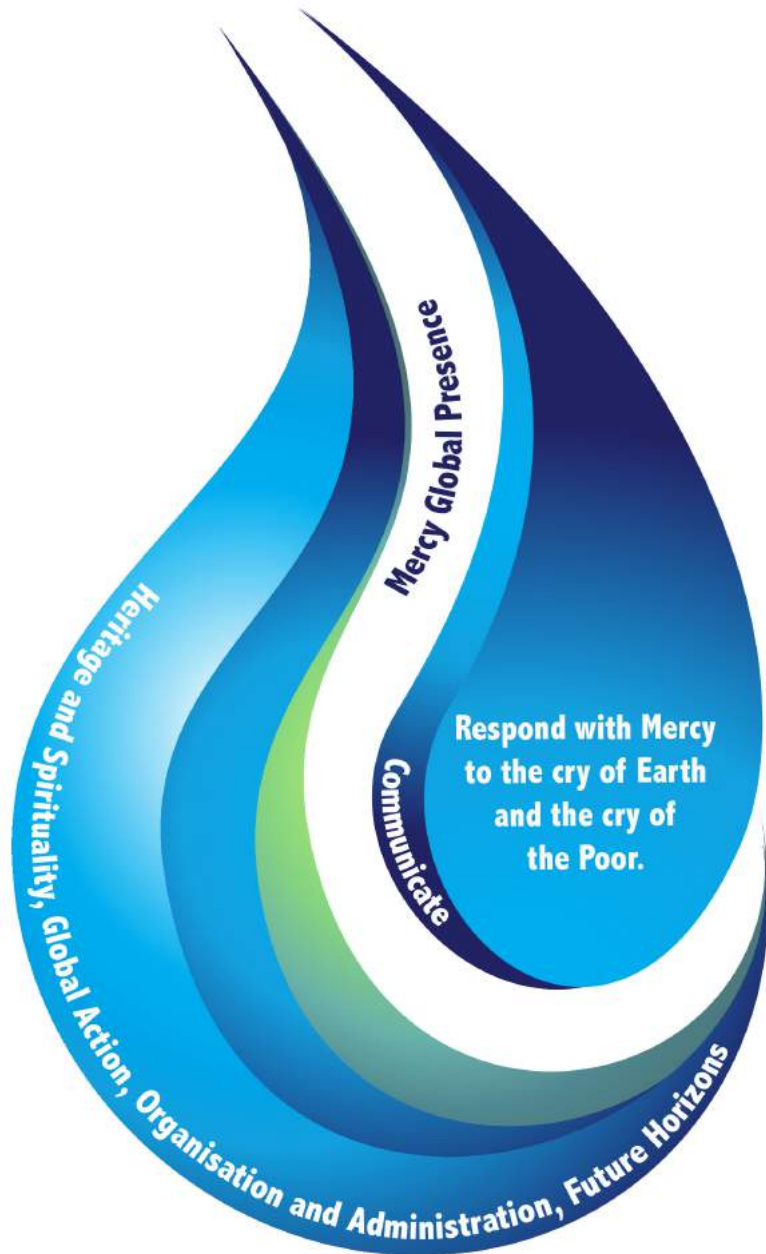 Mercy Global Presence
Respond with Mercy
to the cry of Earth
and the cry of
the Poor.
Communicate
Heritage and Spirituality, Global Action, Organisation and Administration, Future Horizons